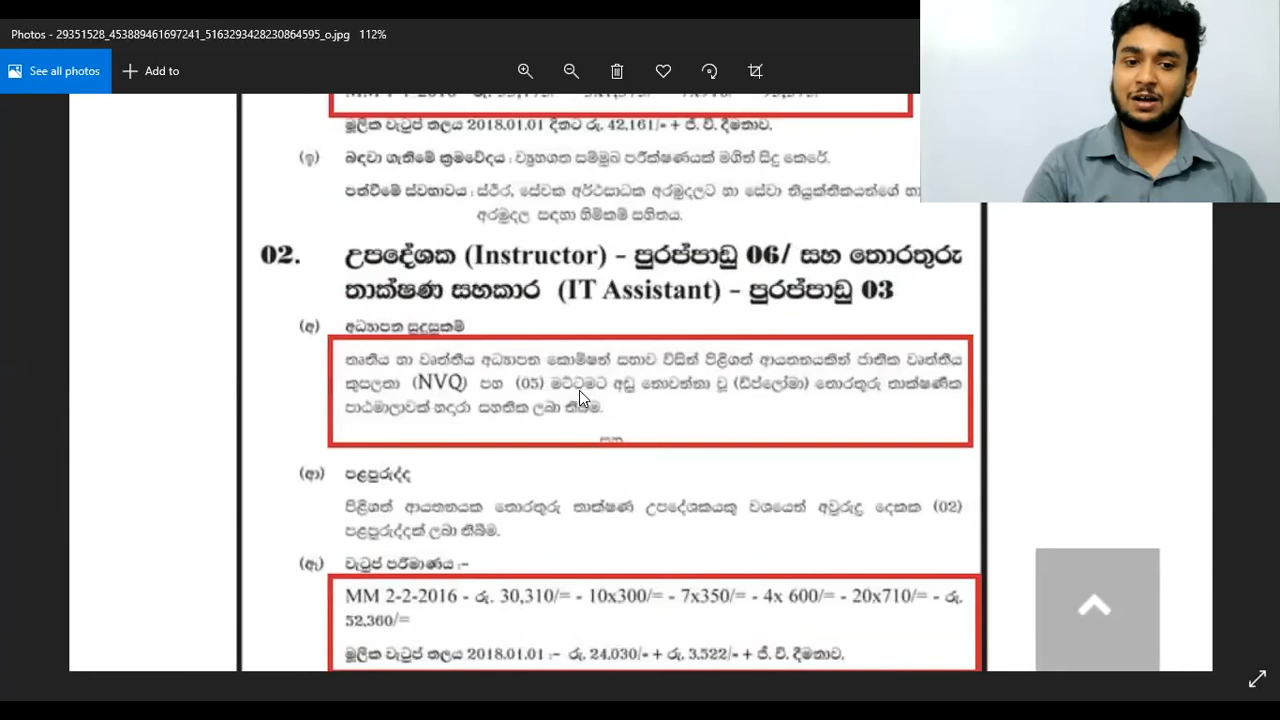 Photos - 29351528_453889461697241_5163293428230864595_o.jpg 112%
See all photos
Add to
මූලික වැටුප් තලය 2018.01.01 දිනට රු. 42,161/- + ජී. වි. දීමනාව.
(ඉ) බඳවා ගැනීමේ ක්‍රමවේදය : ව්‍යුහගත සම්මුඛ පරීක්ෂණයක් මගින් සිදු කෙරේ.
පත්වීමේ ස්වභාවය : ස්ථිර, සේවක අර්ථසාධක අරමුදලට හා සේවා නියුක්තිකයන්ගේ
අරමුදල සඳහා හිමිකම් සහිතය.
02. උපදේශක (Instructor) - පුරප්පාඩු 06/ සහ තොරතුරු
තාක්ෂණ සහකාර (IT Assistant) - පුරප්පාඩු 03
(අ) අධ්‍යාපන සුදුසුකම්
තෘතීය හා වෘත්තීය අධ්‍යාපන කොමිෂන් සභාව විසින් පිළිගත් ආයතනයකින් ජාතික වෘත්තීය
කුසලතා (NVQ) පහ (05) මට්ටමට අඩු නොවන්නා වූ (ඩිප්ලෝමා) තොරතුරු තාක්ෂණික
පාඨමාලාවක් හදාරා සහතික ලබා තිබීම.
සහ
(ආ) පළපුරුද්ද
පිළිගත් ආයතනයක තොරතුරු තාක්ෂණ උපදේශකයකු වශයෙන් අවුරුදු දෙකක (02)
පළපුරුද්දක් ලබා තිබීම.
(ඇ) වැටුප් පරිමාණය :-
MM 2-2-2016 - රු. 30,310/= - 10x300/= - 7x350/= - 4x 600/= - 20x710/= - රු.
52,360/=
මූලික වැටුප් තලය 2018.01.01 :- රු. 24,030/- + රු. 3,522/- + ජී. වි. දීමනාව.